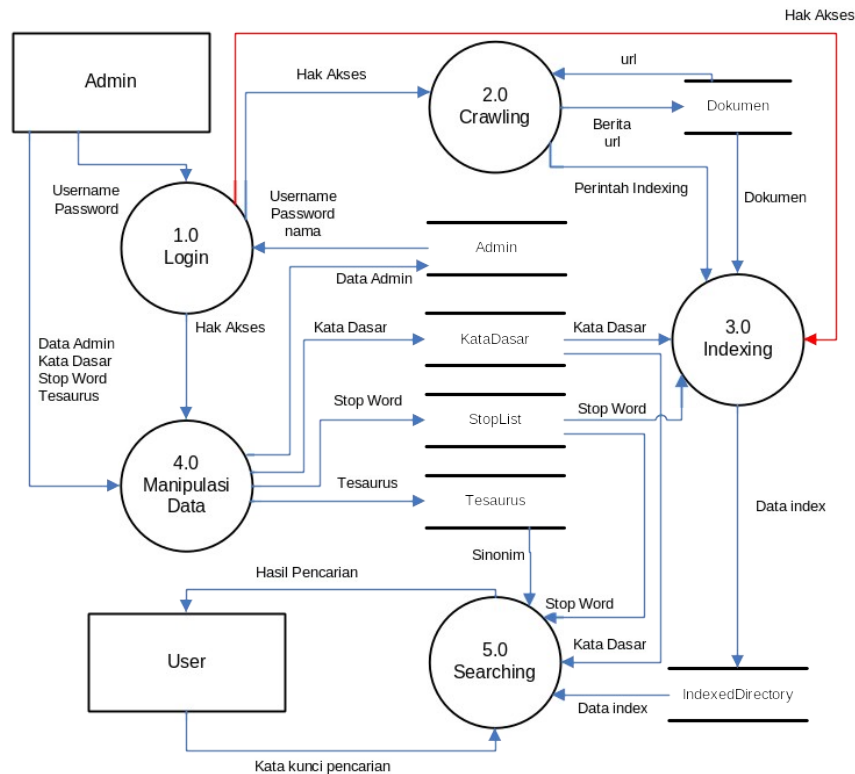 Hak Akses
Admin
Hak Akses
2.0
Crawling
url
Dokumen
Berita
url
Perintah Indexing
Dokumen
Username
Password
Username
Password
nama
1.0
Login
Admin
Data Admin
Hak Akses
Kata Dasar
KataDasar
Kata Dasar
3.0
Indexing
Data Admin
Kata Dasar
Stop Word
Tesaurus
Stop Word
StopList
Stop Word
4.0
Manipulasi
Data
Tesaurus
Tesaurus
Data index
Sinonim
Hasil Pencarian
Stop Word
User
5.0
Searching
Kata Dasar
IndexedDirectory
Data index
Kata kunci pencarian